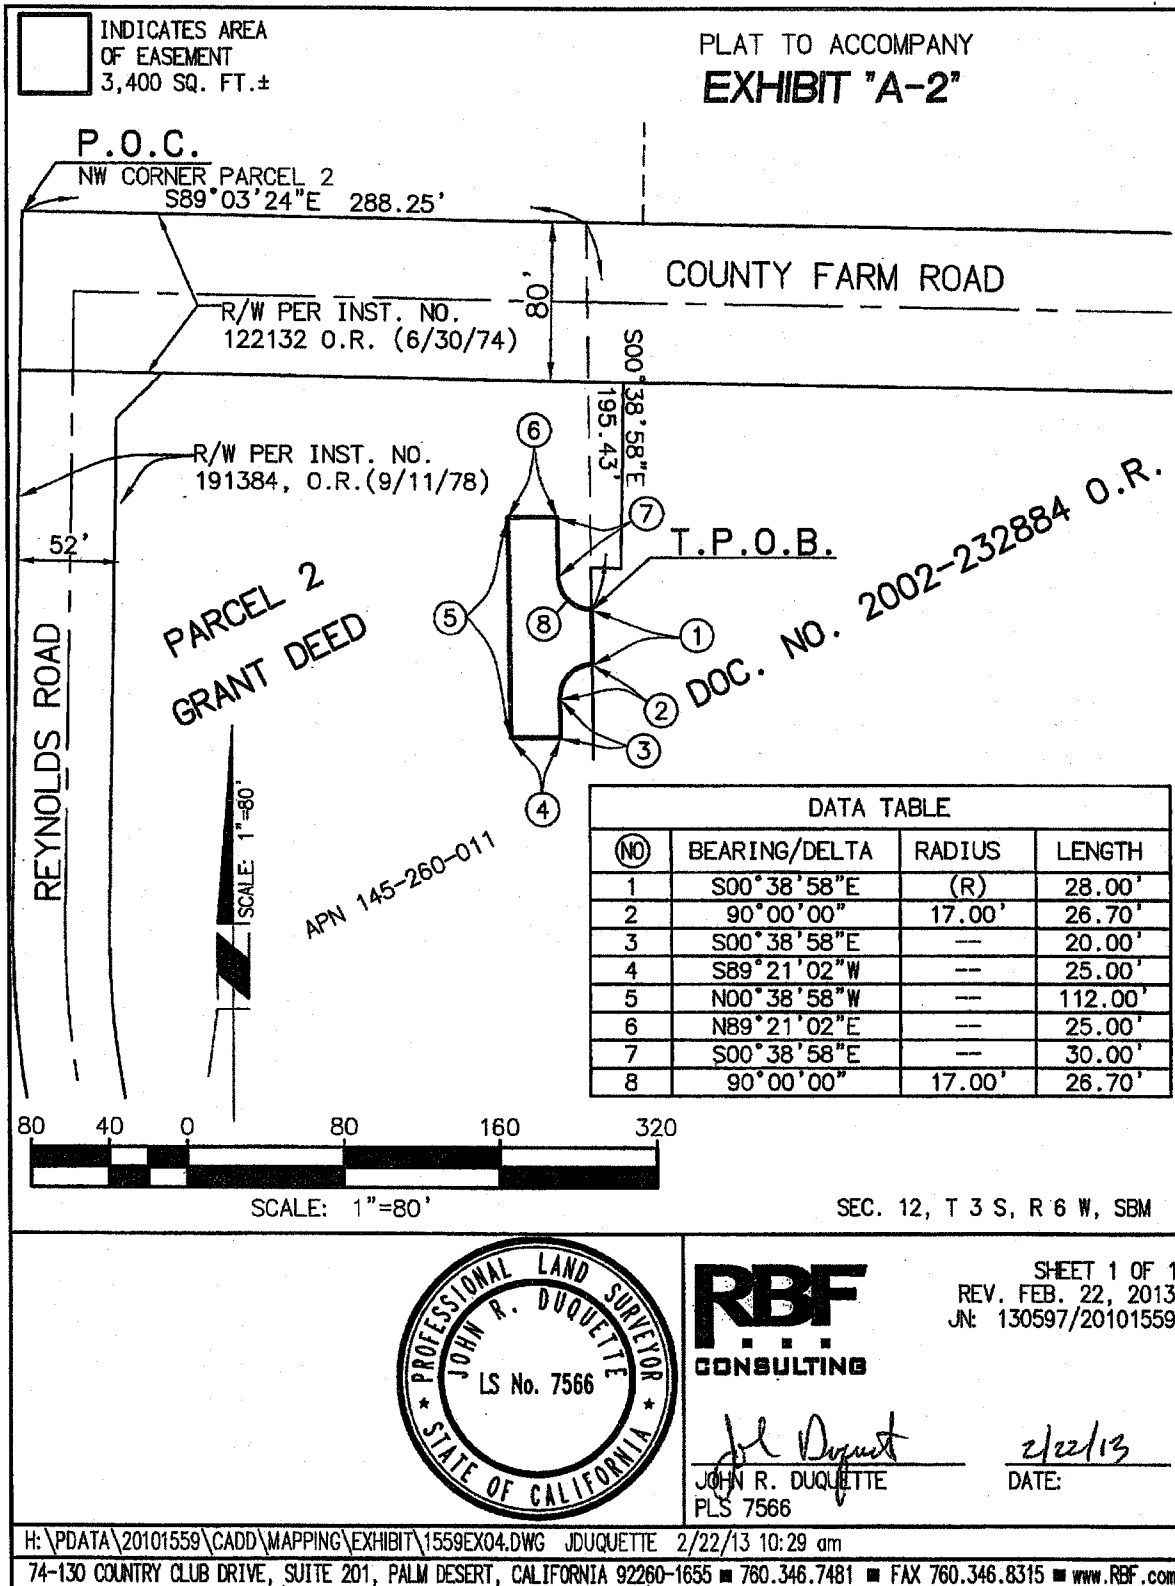 INDICATES AREA
OF EASEMENT
3,400 SQ. FT.±
PLAT TO ACCOMPANY
EXHIBIT "A-2"
P.O.C.
NW CORNER PARCEL 2
S89°03'24"E 288.25'
COUNTY FARM ROAD
80'
R/W PER INST. NO.
122132 O.R. (6/30/74)
S00°38'58"E
195.43'
6
R/W PER INST. NO.
191384, O.R.(9/11/78)
7
T.P.O.B.
52'
PARCEL 2
GRANT DEED
DOC. NO. 2002-232884 O.R.
5
8
1
2
3
4
REYNOLDS ROAD
SCALE: 1"=80'
APN 145-260-011
DATA TABLE
NO BEARING/DELTA RADIUS LENGTH
1 S00°38'58"E (R) 28.00'
2 90°00'00" 17.00' 26.70'
3 S00°38'58"E -- 20.00'
4 S89°21'02"W -- 25.00'
5 N00°38'58"W -- 112.00'
6 N89°21'02"E -- 25.00'
7 S00°38'58"E -- 30.00'
8 90°00'00" 17.00' 26.70'
80 40 0 80 160 320
SCALE: 1"=80'
SEC. 12, T 3 S, R 6 W, SBM
PROFESSIONAL LAND SURVEYOR
JOHN R. DUQUETTE
LS No. 7566
STATE OF CALIFORNIA
RBF
CONSULTING
SHEET 1 OF 1
REV. FEB. 22, 2013
JN: 130597/20101559
2/22/13
JOHN R. DUQUETTE
DATE:
PLS 7566
H:\PDATA\20101559\CADD\MAPPING\EXHIBIT\1559EX04.DWG JDUQUETTE 2/22/13 10:29 am
74-130 COUNTRY CLUB DRIVE, SUITE 201, PALM DESERT, CALIFORNIA 92260-1655 ■ 760.346.7481 ■ FAX 760.346.8315 ■ www.RBF.com